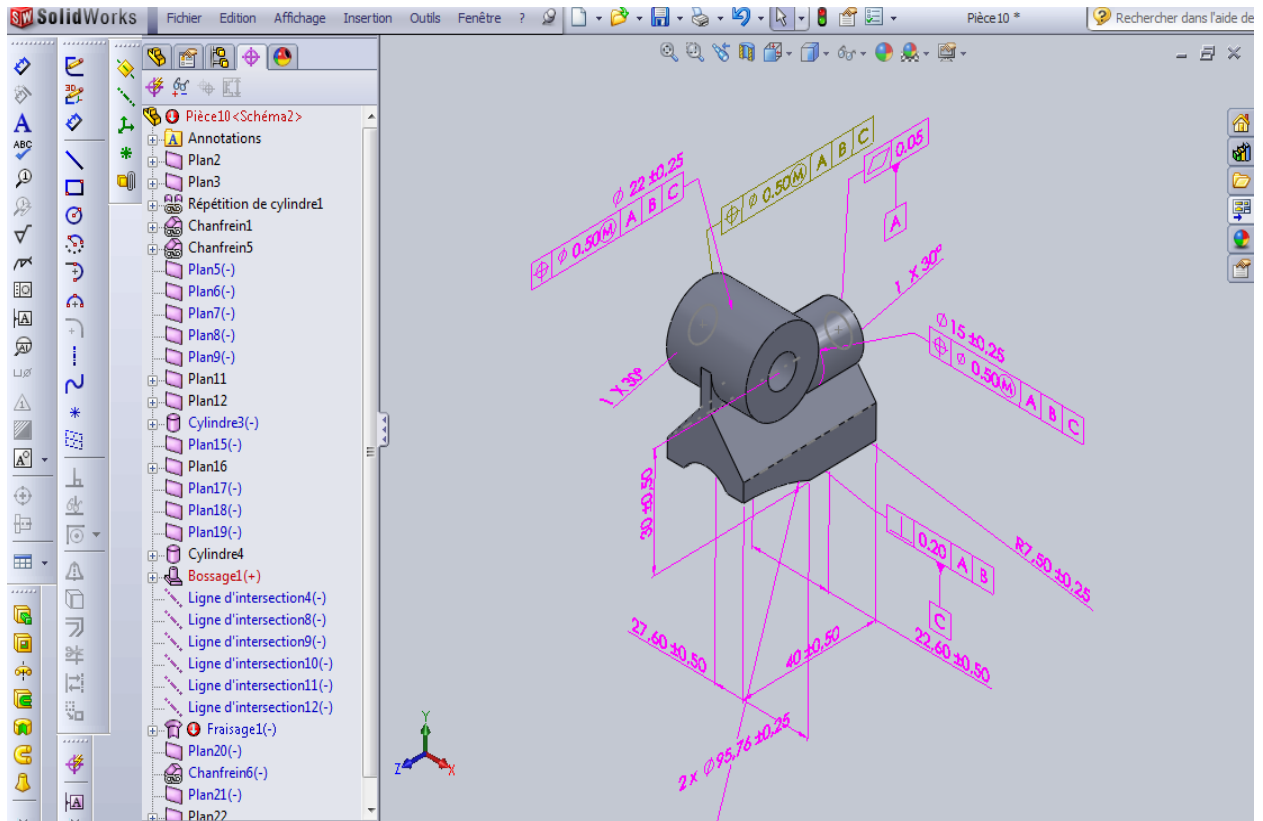 SolidWorks
Fichier Edition Affichage Insertion Outils Fenêtre ?
Pièce10 *
Rechercher dans l'aide de
Pièce10<Schéma2>
Annotations
Plan2
Plan3
Répétition de cylindre1
Chanfrein1
Chanfrein5
Plan5(-)
Plan6(-)
Plan7(-)
Plan8(-)
Plan9(-)
Plan11
Plan12
Cylindre3(-)
Plan15(-)
Plan16
Plan17(-)
Plan18(-)
Plan19(-)
Cylindre4
Bossage1(+)
Ligne d'intersection4(-)
Ligne d'intersection8(-)
Ligne d'intersection9(-)
Ligne d'intersection10(-)
Ligne d'intersection11(-)
Ligne d'intersection12(-)
Fraisage1(-)
Plan20(-)
Chanfrein6(-)
Plan21(-)
Plan22
∅ 22 ±0.25
∅ 0.50Ⓜ A B C
∅ 0.50Ⓜ A B C
0.05
A
1 X 30°
∅15 ±0.25
∅ 0.50Ⓜ A B C
1 X 30°
30 ±0.50
0.20 A B
C
R7,50 ±0.25
27,60 ±0.50
40 ±0.50
22,60 ±0.50
2x ∅95,76 ±0.25
Y
Z
X